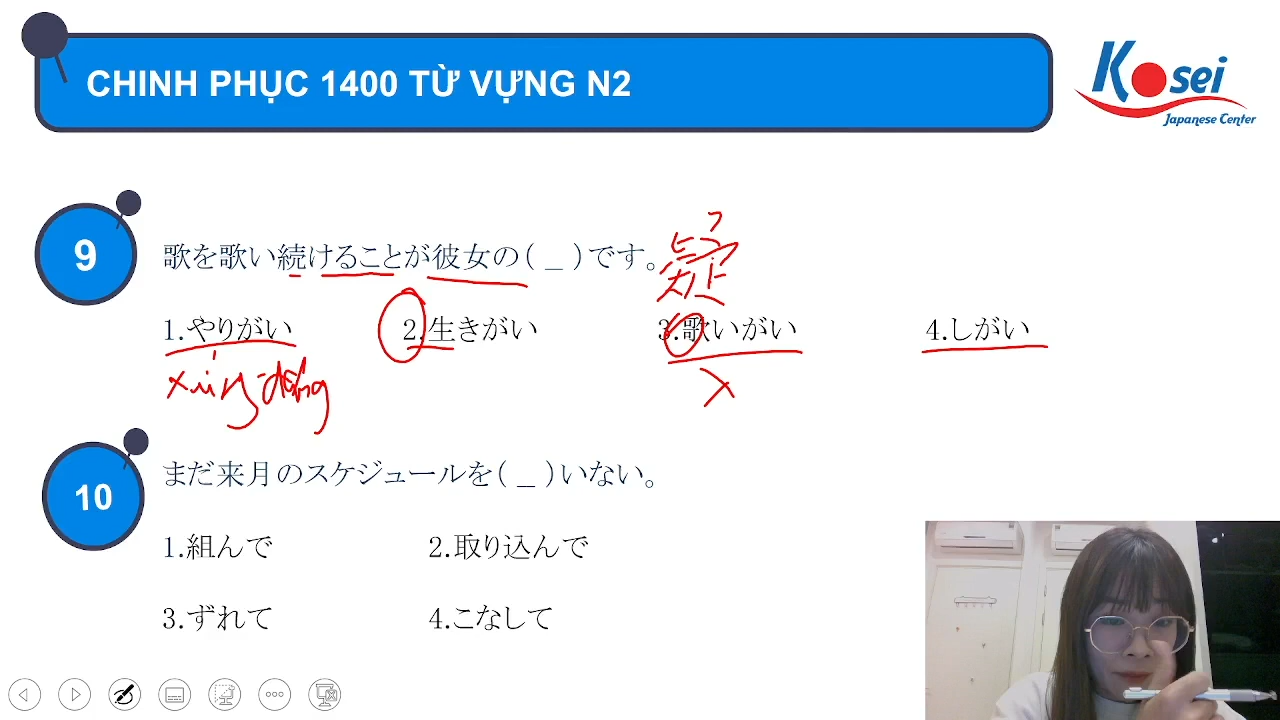 CHINH PHỤC 1400 TỪ VỰNG N2
Kosei
Japanese Center
9
歌を歌い続けることが彼女の( _ )です。
1.やりがい 2.生きがい 3.歌いがい 4.しがい
xứng đáng
10
まだ来月のスケジュールを( _ )いない。
1.組んで 2.取り込んで
3.ずれて 4.こなして